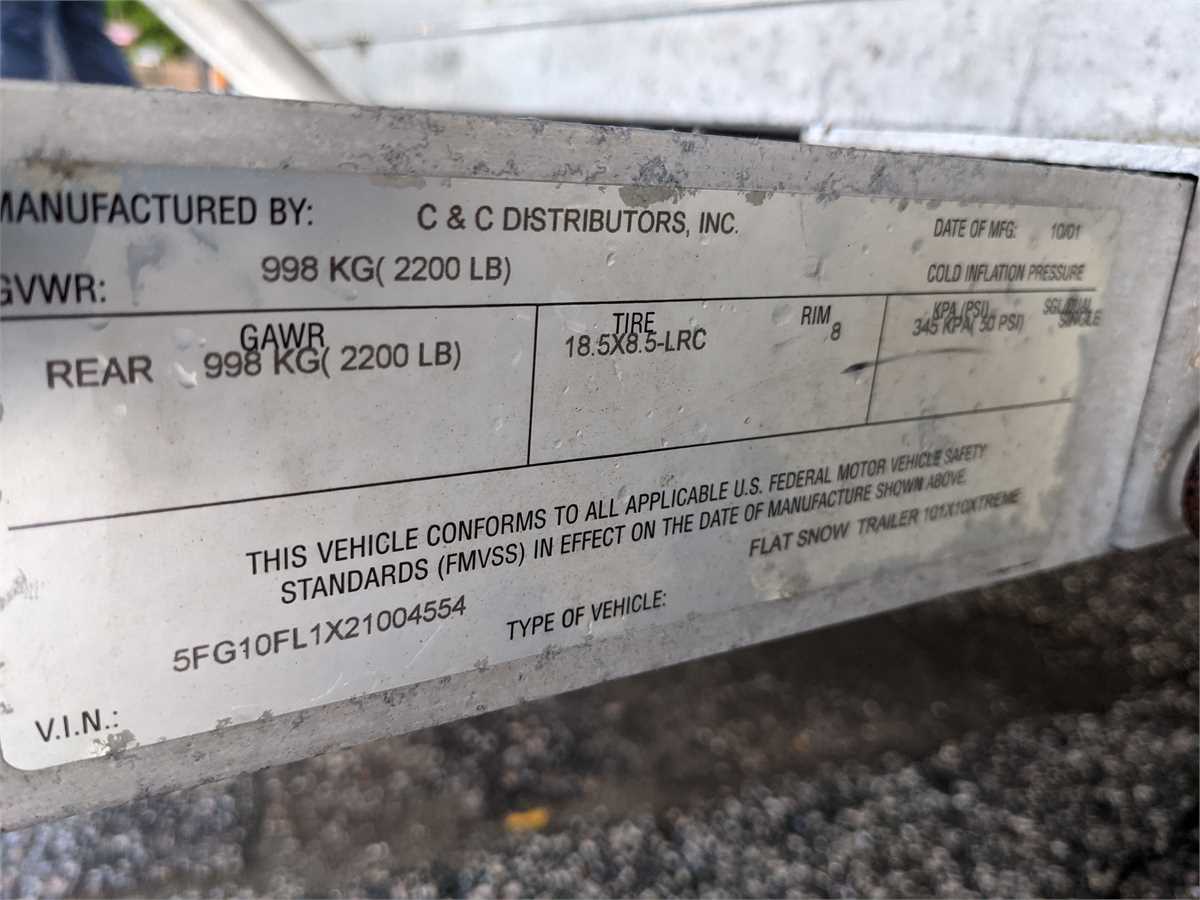 MANUFACTURED BY: C & C DISTRIBUTORS, INC. DATE OF MFG: 10/01
GVWR: 998 KG( 2200 LB) COLD INFLATION PRESSURE
GAWR TIRE RIM KPA (PSI) SGL/DUAL
REAR 998 KG( 2200 LB) 18.5X8.5-LRC 8 345 KPA( 50 PSI) SINGLE
THIS VEHICLE CONFORMS TO ALL APPLICABLE U.S. FEDERAL MOTOR VEHICLE SAFETY
STANDARDS (FMVSS) IN EFFECT ON THE DATE OF MANUFACTURE SHOWN ABOVE.
5FG10FL1X21004554 FLAT SNOW TRAILER 101X10XTREME
V.I.N.: TYPE OF VEHICLE: